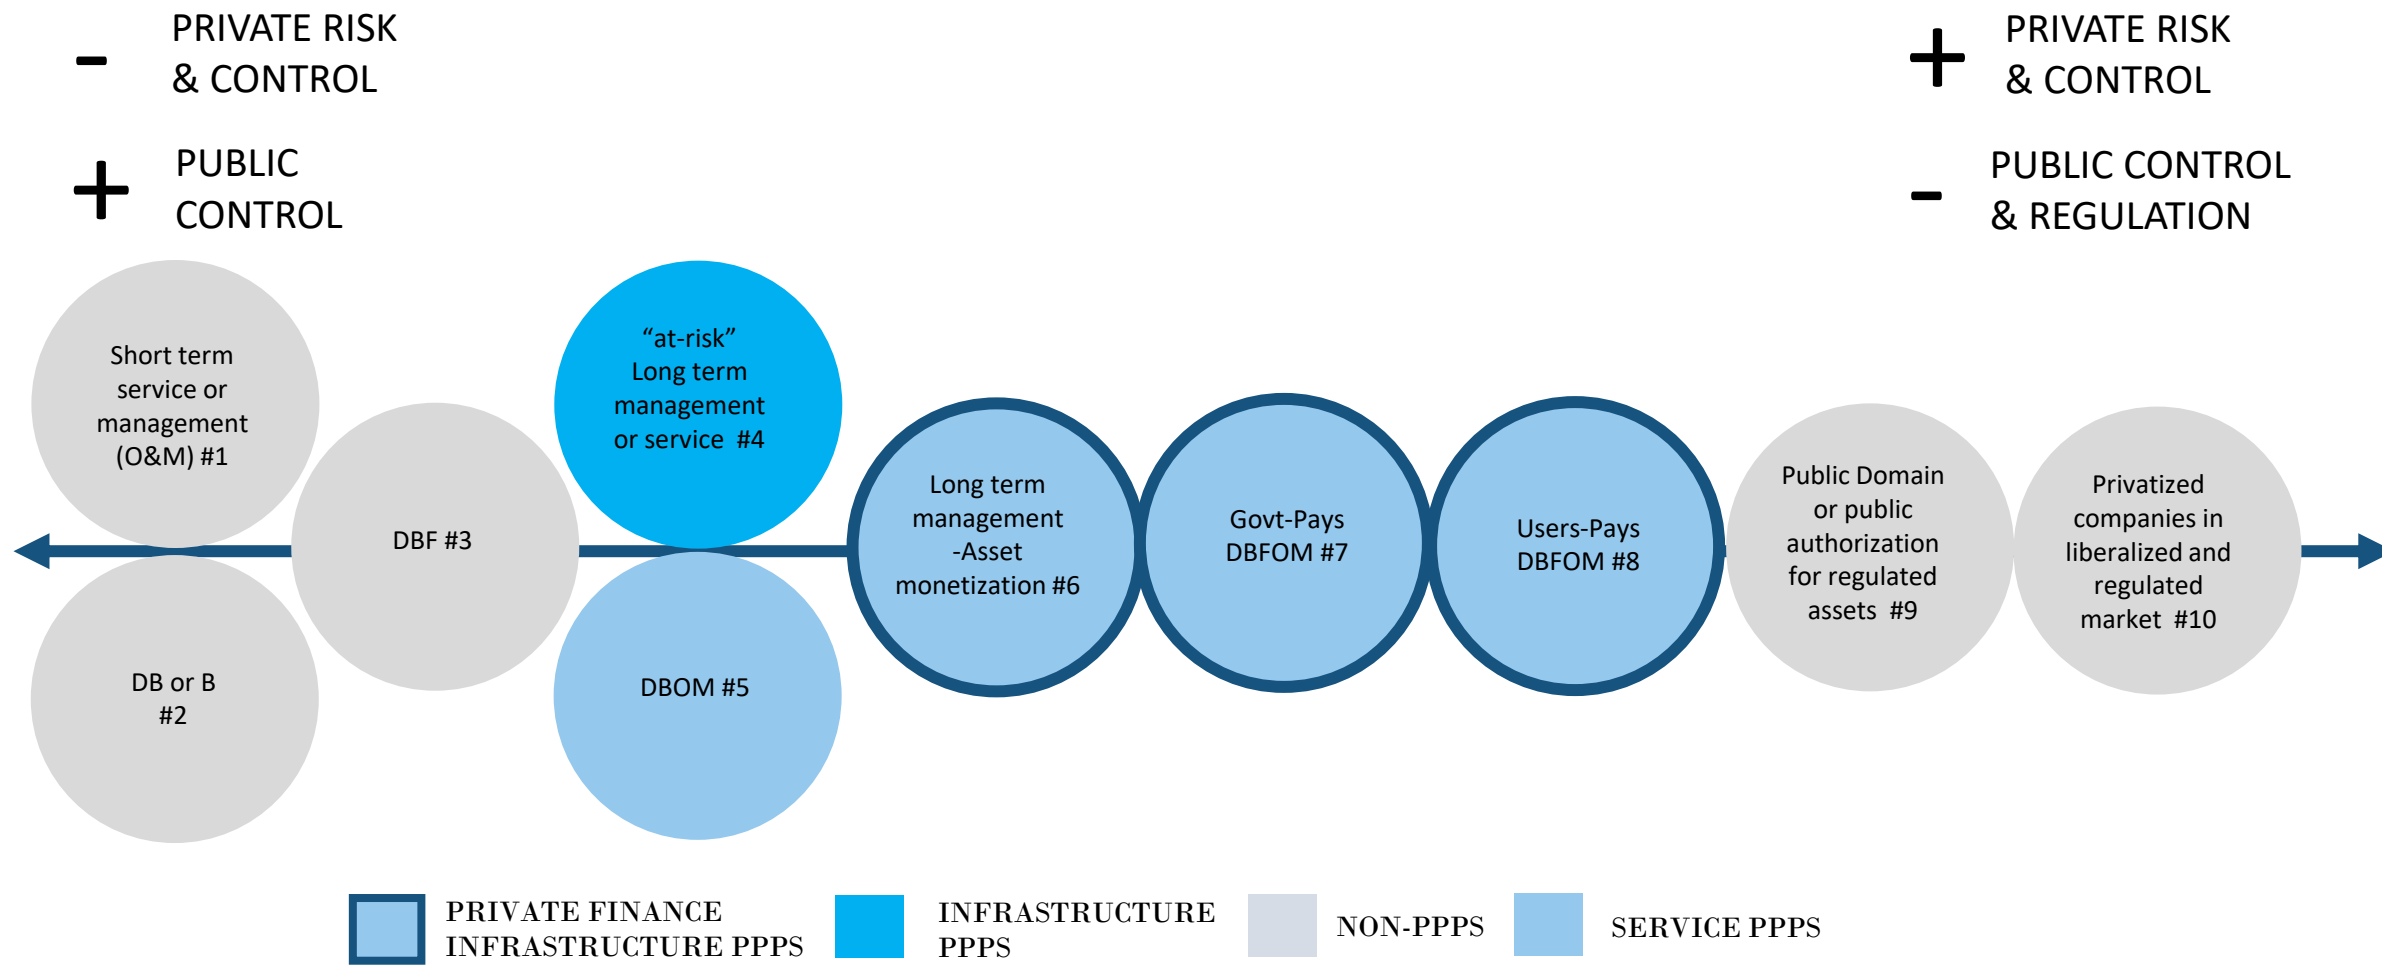 -
PRIVATE RISK
& CONTROL
+
PUBLIC
CONTROL
+
PRIVATE RISK
& CONTROL
-
PUBLIC CONTROL
& REGULATION
Short term
service or
management
(O&M) #1
DB or B
#2
DBF #3
“at-risk”
Long term
management
or service #4
DBOM #5
Long term
management
-Asset
monetization #6
Govt-Pays
DBFOM #7
Users-Pays
DBFOM #8
Public Domain
or public
authorization
for regulated
assets #9
Privatized
companies in
liberalized and
regulated
market #10
PRIVATE FINANCE
INFRASTRUCTURE PPPS
INFRASTRUCTURE
PPPS
NON-PPPS
SERVICE PPPS